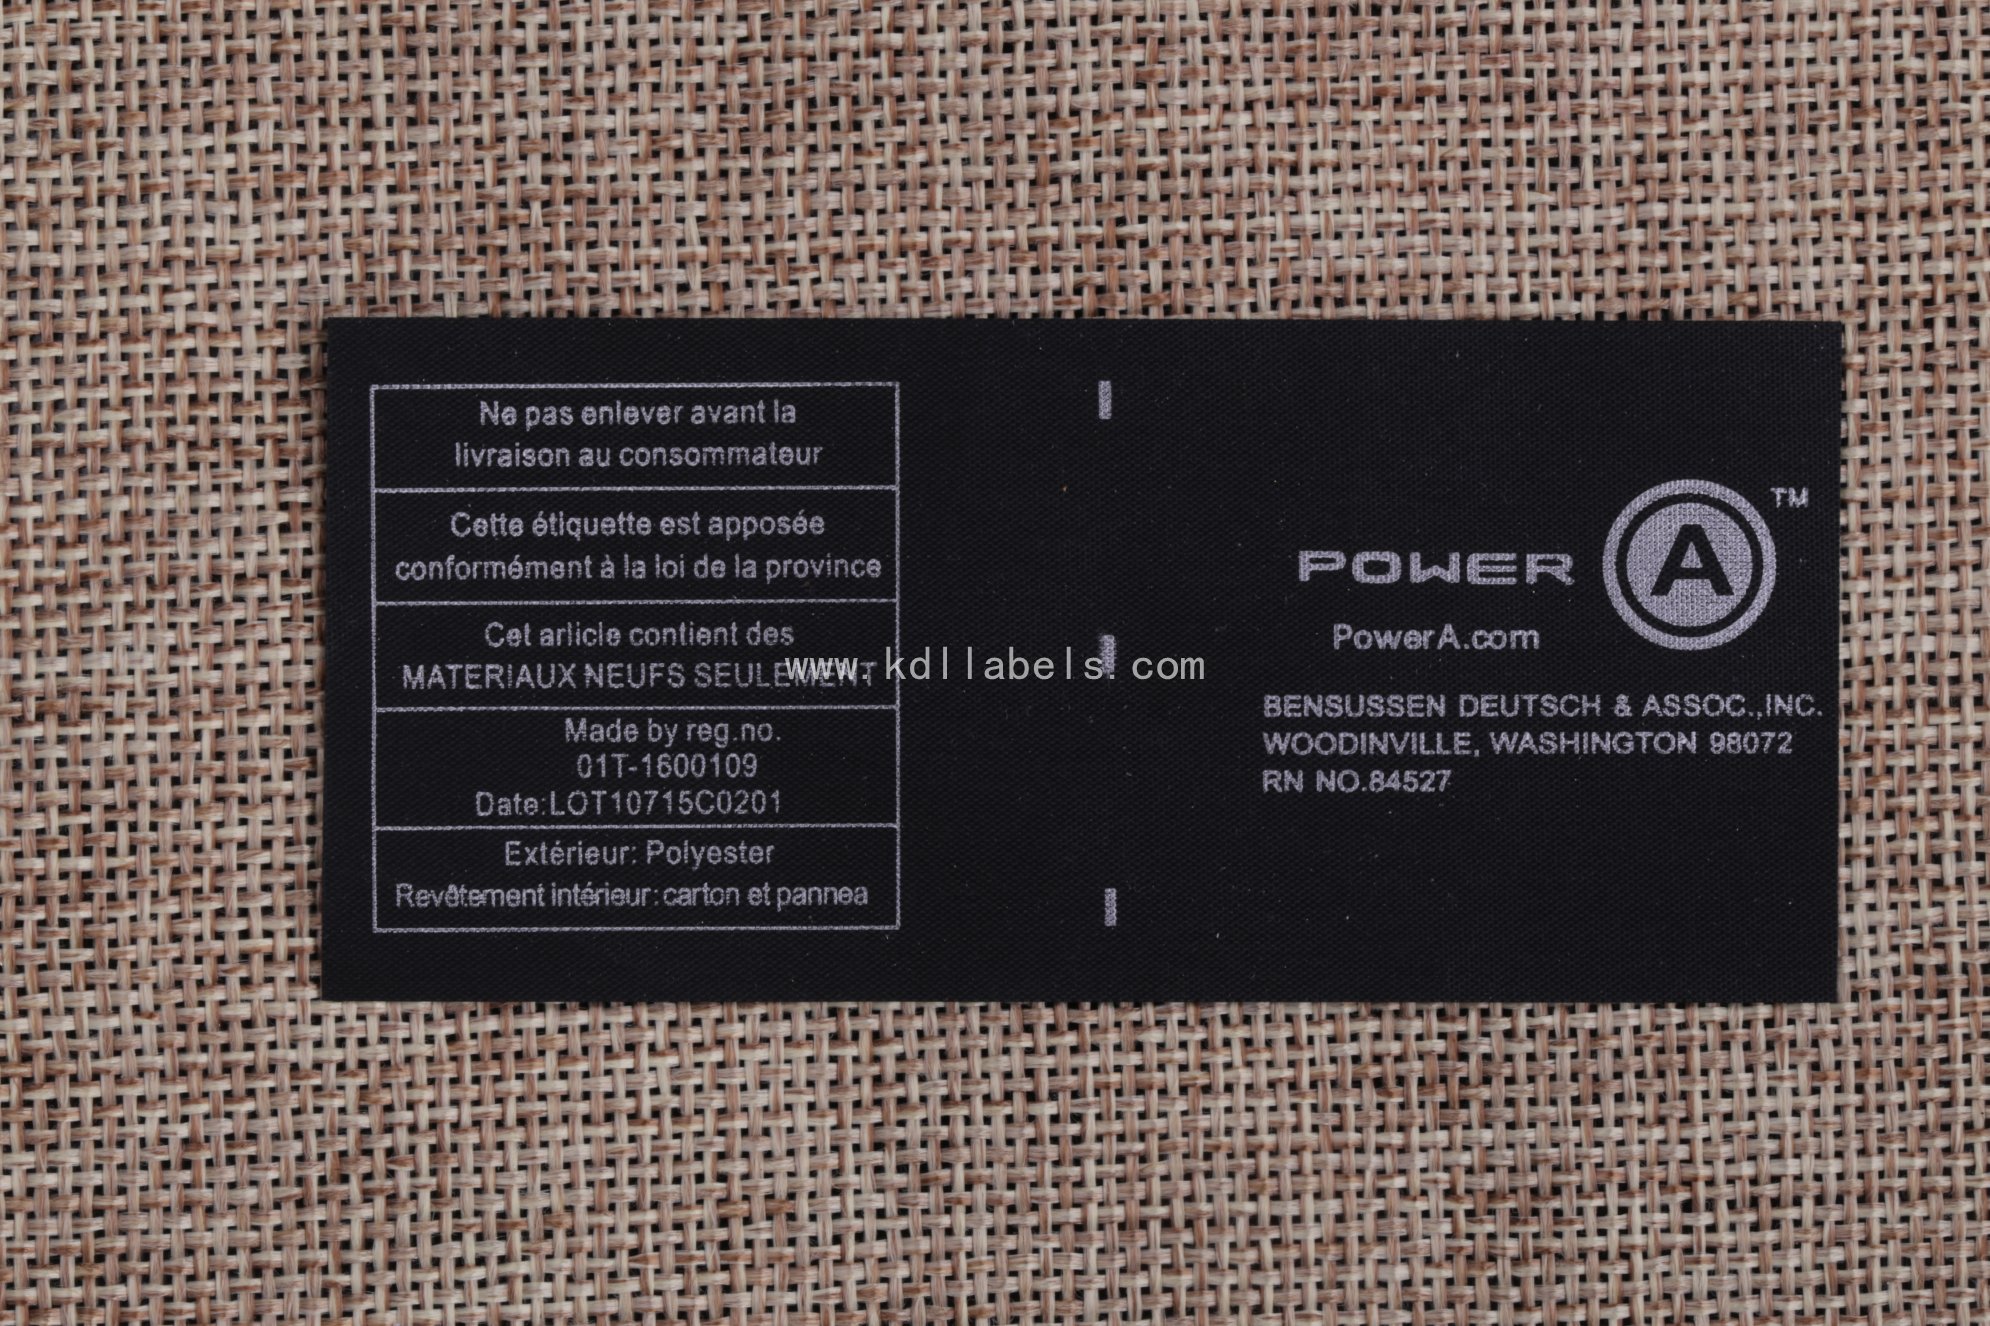 Ne pas enlever avant la
livraison au consommateur
Cette étiquette est apposée
conformément à la loi de la province
Cet article contient des
MATERIAUX NEUFS SEULEMENT
Made by reg.no.
01T-1600109
Date:LOT10715C0201
Extérieur: Polyester
Revêtement intérieur:carton et pannea
www.kdllabels.com
POWER A TM
PowerA.com
BENSUSSEN DEUTSCH & ASSOC.,INC.
WOODINVILLE, WASHINGTON 98072
RN NO.84527